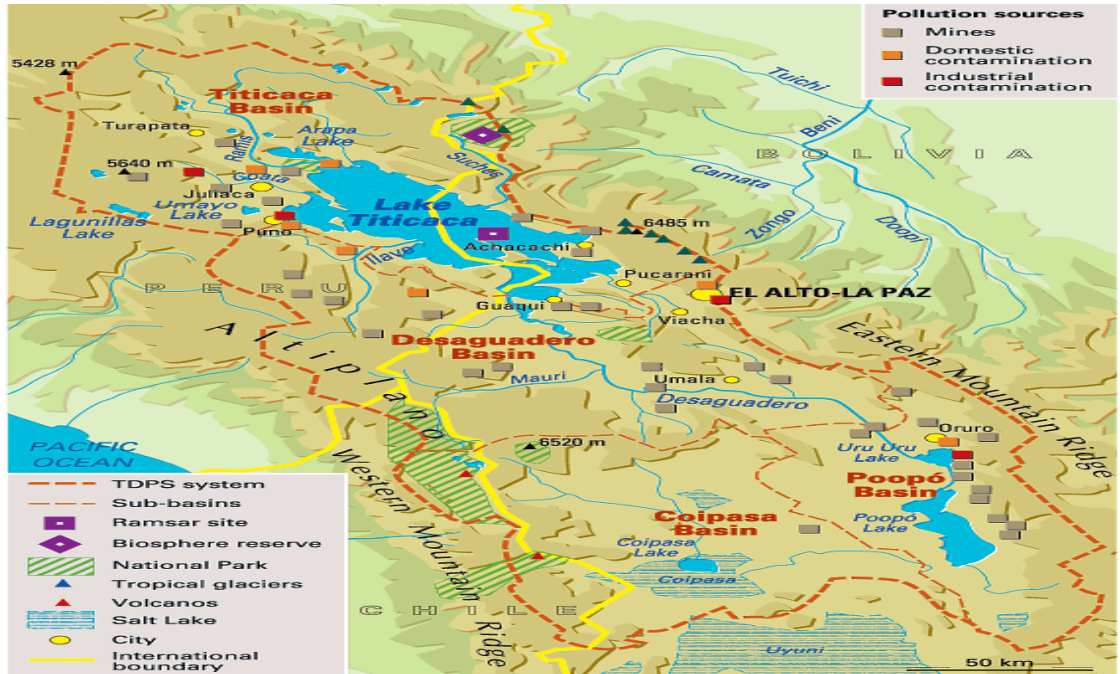 Pollution sources
Mines
Domestic
contamination
Industrial
contamination
5428 m
Titicaca
Basin
Turapata
Ramis
Arapa
Lake
5640 m
Coata
Juliaca
Umayo
Lake
Lagunillas
Lake
Puno
Lake
Titicaca
Suches
Ilave
Achacachi
6485 m
Pucarani
EL ALTO-LA PAZ
Guaqui
Viacha
Tuichi
Beni
BOLIVIA
Camata
Zongo
Doopi
PERU
Altiplano
Desaguadero
Basin
Mauri
Umala
Desaguadero
Eastern Mountain Ridge
PACIFIC
OCEAN
Western Mountain Ridge
6520 m
Oruro
Uru Uru
Lake
Poopó
Basin
Poopó
Lake
Coipasa
Basin
Coipasa
Lake
Coipasa
CHILE
Uyuni
50 km
TDPS system
Sub-basins
Ramsar site
Biosphere reserve
National Park
Tropical glaciers
Volcanos
Salt Lake
City
International
boundary